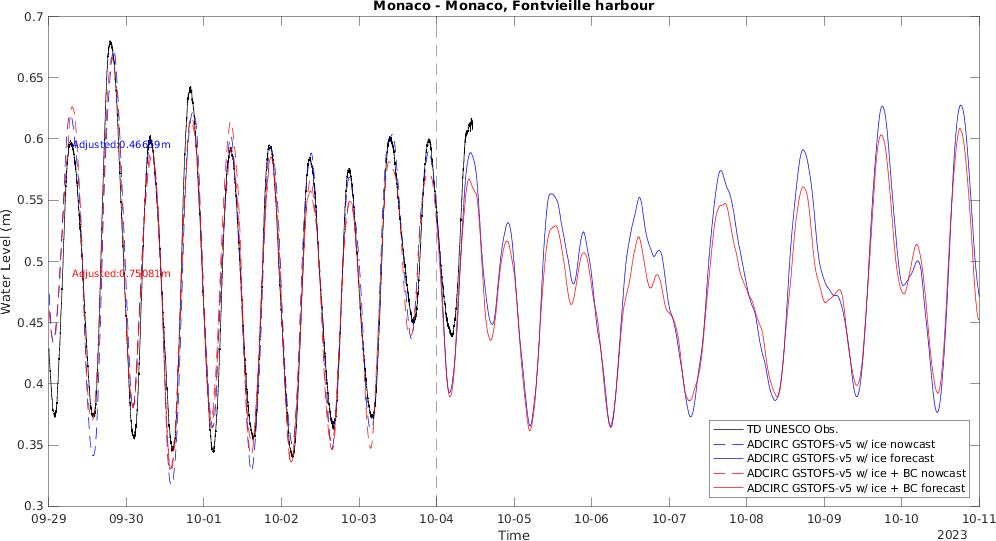 Monaco - Monaco, Fontvieille harbour
Water Level (m)
0.7
0.65
0.6
0.55
0.5
0.45
0.4
0.35
0.3
Adjusted:0.75081m
TD UNESCO Obs.
ADCIRC GSTOFS-v5 w/ ice nowcast
ADCIRC GSTOFS-v5 w/ ice forecast
ADCIRC GSTOFS-v5 w/ ice + BC nowcast
ADCIRC GSTOFS-v5 w/ ice + BC forecast
09-29 09-30 10-01 10-02 10-03 10-04 10-05 10-06 10-07 10-08 10-09 10-10 10-11
Time
2023